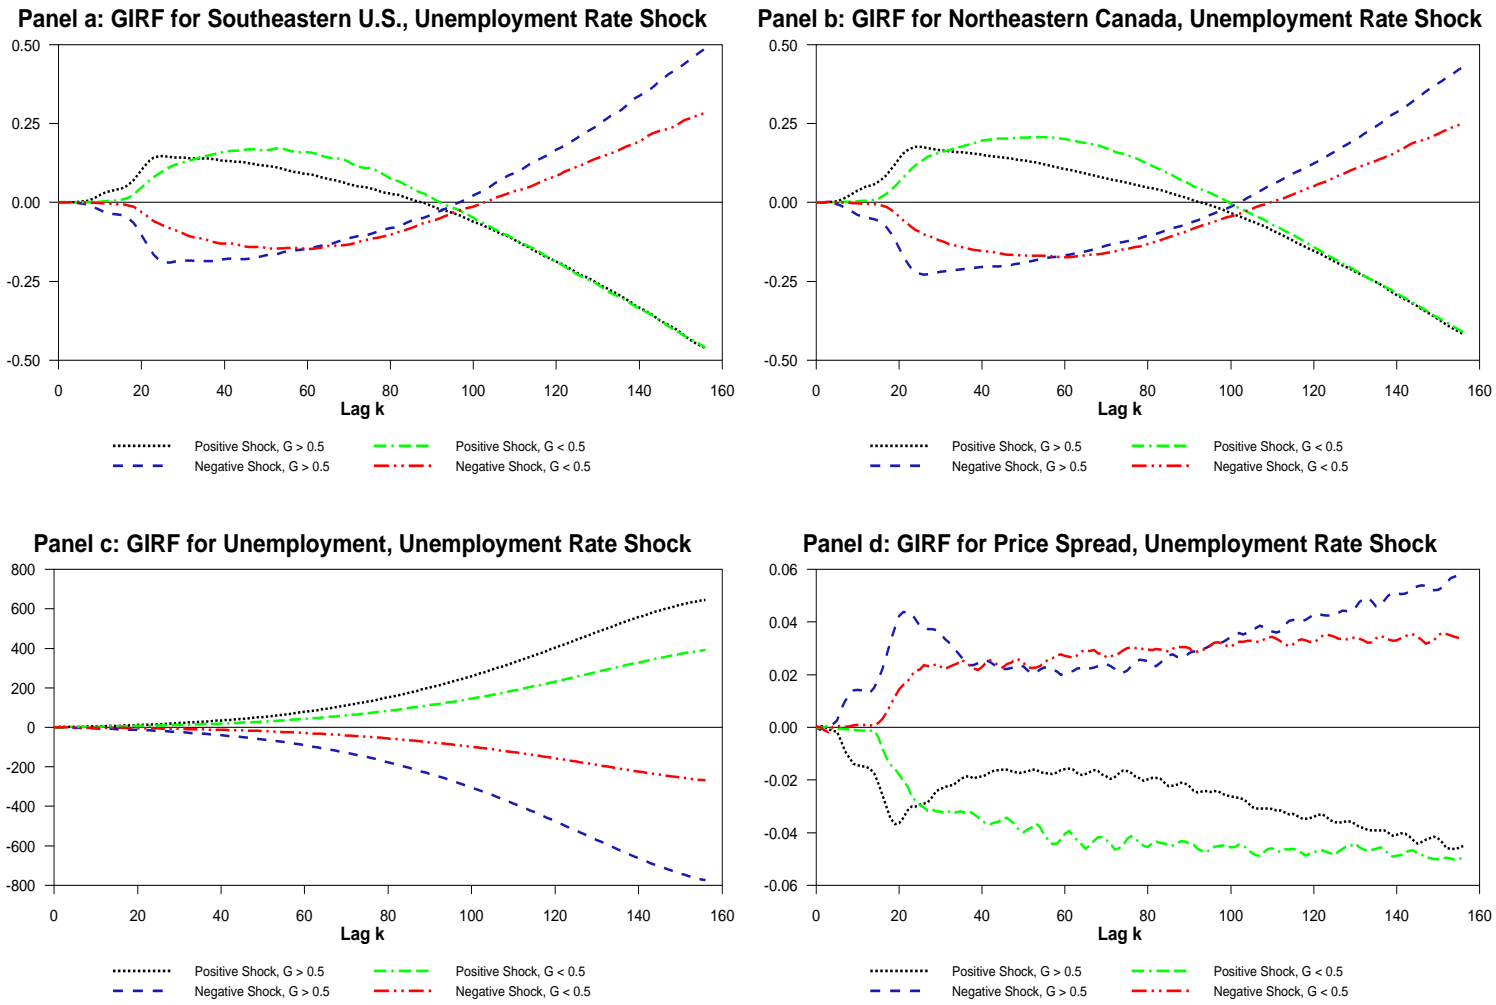 Panel a: GIRF for Southeastern U.S., Unemployment Rate Shock
0.50
0.25
0.00
-0.25
-0.50
0 20 40 60 80 100 120 140 160
Lag k
Positive Shock, G > 0.5 Positive Shock, G < 0.5
Negative Shock, G > 0.5 Negative Shock, G < 0.5
Panel b: GIRF for Northeastern Canada, Unemployment Rate Shock
0.50
0.25
0.00
-0.25
-0.50
0 20 40 60 80 100 120 140 160
Lag k
Positive Shock, G > 0.5 Positive Shock, G < 0.5
Negative Shock, G > 0.5 Negative Shock, G < 0.5
Panel c: GIRF for Unemployment, Unemployment Rate Shock
800
600
400
200
0
-200
-400
-600
-800
0 20 40 60 80 100 120 140 160
Lag k
Positive Shock, G > 0.5 Positive Shock, G < 0.5
Negative Shock, G > 0.5 Negative Shock, G < 0.5
Panel d: GIRF for Price Spread, Unemployment Rate Shock
0.06
0.04
0.02
0.00
-0.02
-0.04
-0.06
0 20 40 60 80 100 120 140 160
Lag k
Positive Shock, G > 0.5 Positive Shock, G < 0.5
Negative Shock, G > 0.5 Negative Shock, G < 0.5